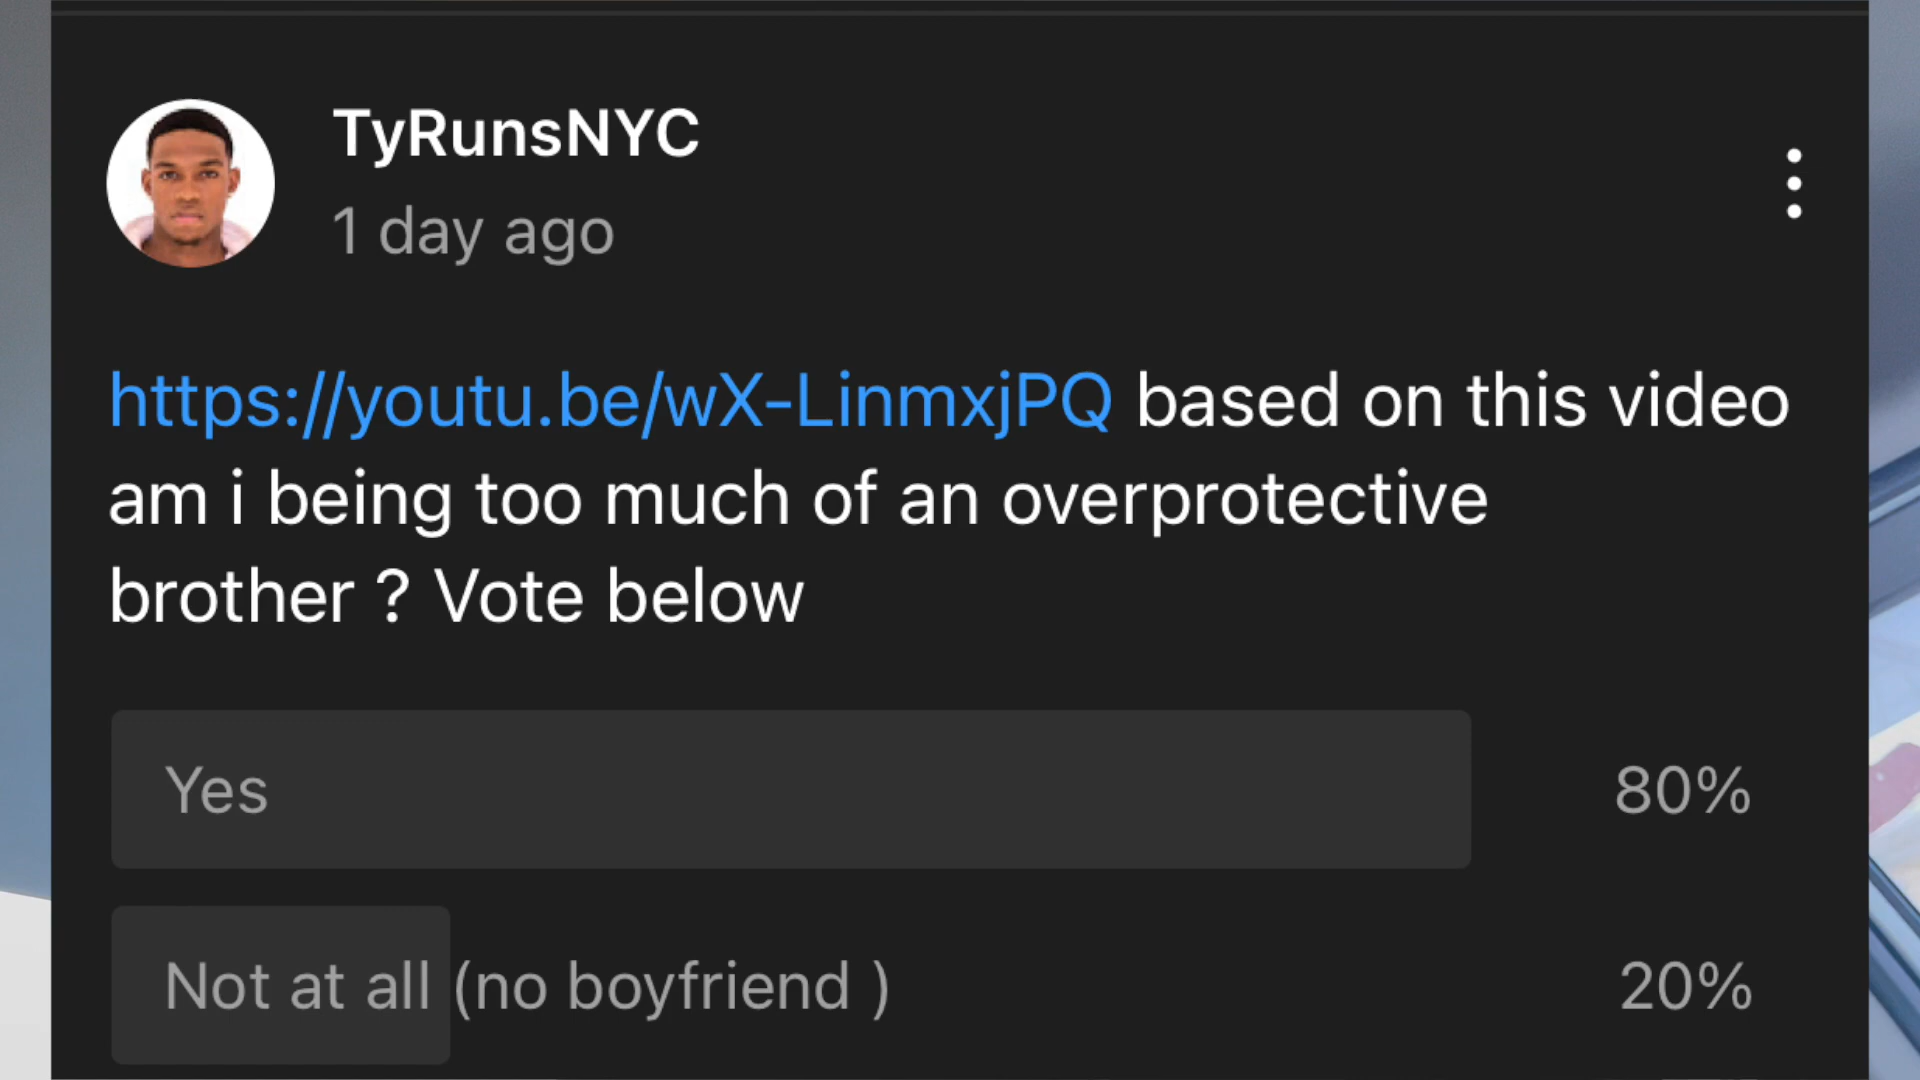 TyRunsNYC
1 day ago
https://youtu.be/wX-LinmxjPQ based on this video
am i being too much of an overprotective
brother ? Vote below
Yes 80%
Not at all (no boyfriend ) 20%